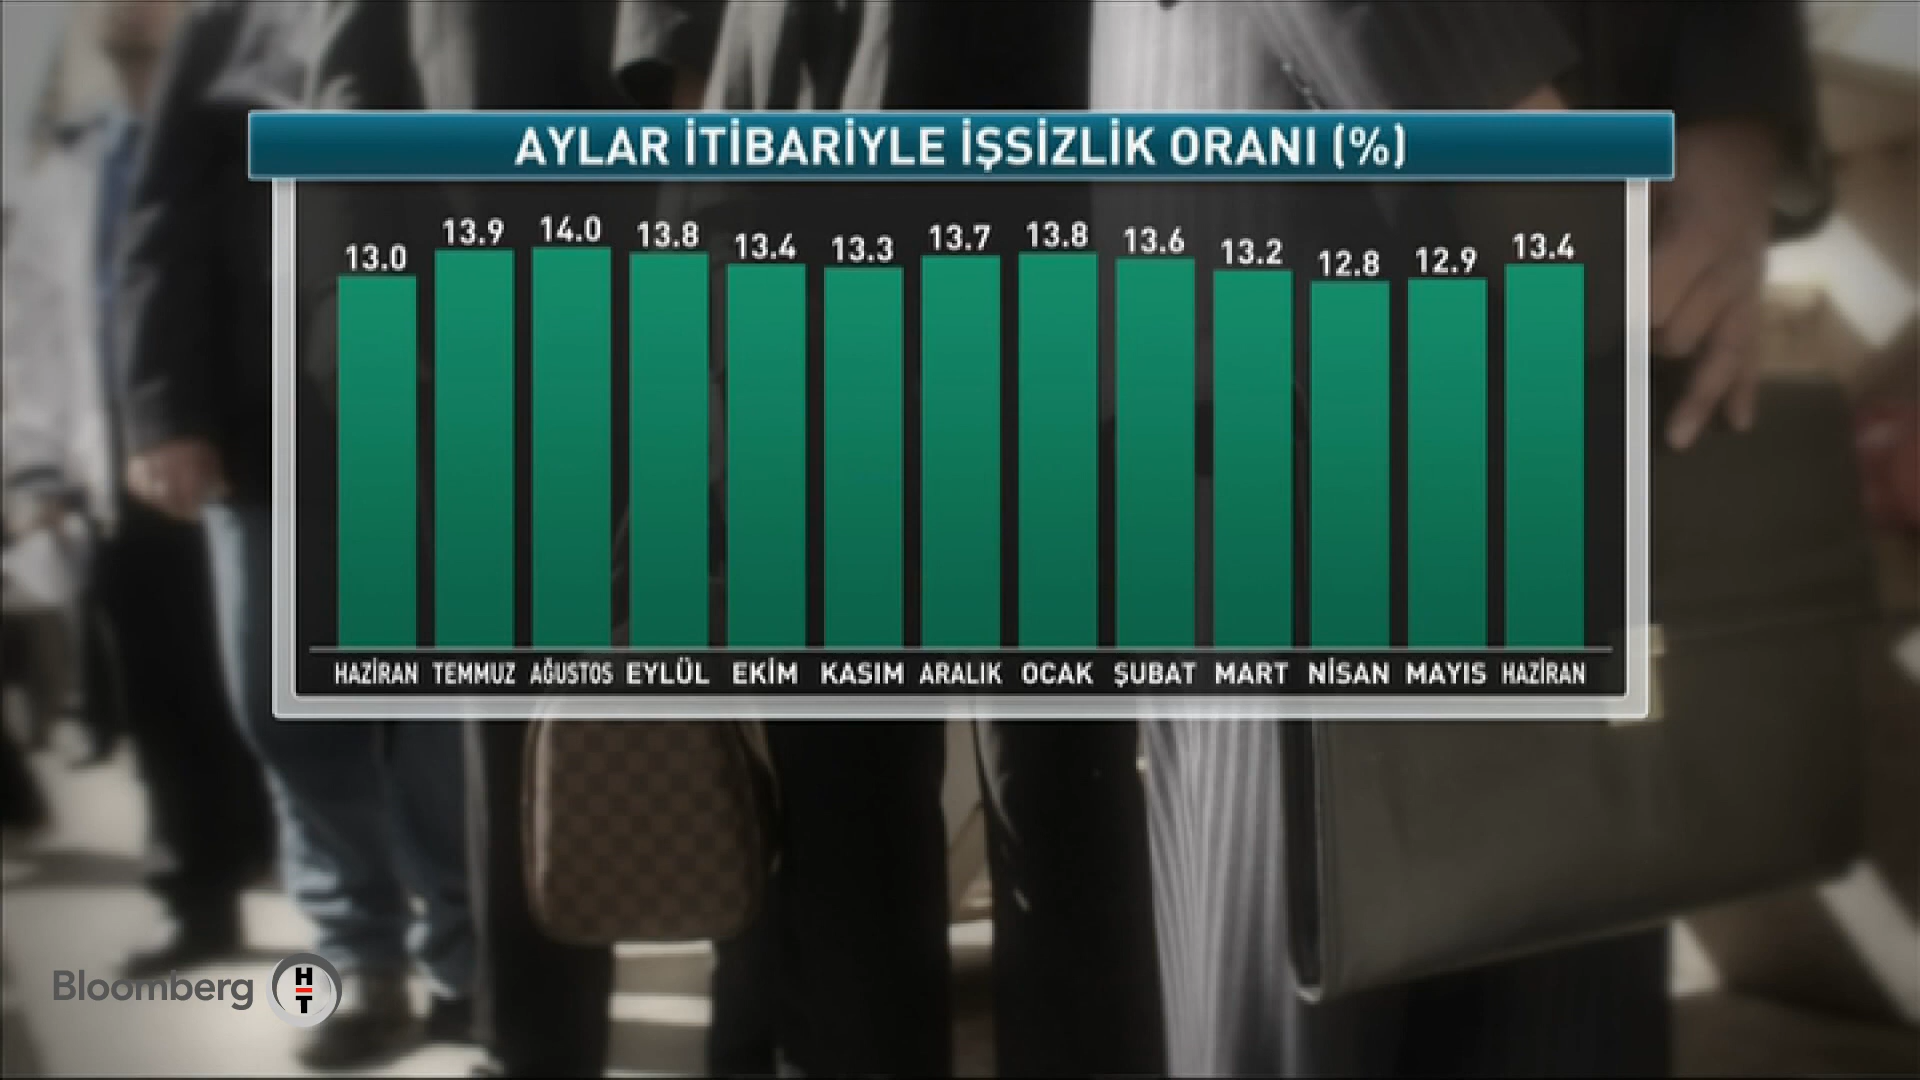 AYLAR İTİBARİYLE İŞSİZLİK ORANI (%)
13.0 13.9 14.0 13.8 13.4 13.3 13.7 13.8 13.6 13.2 12.8 12.9 13.4
HAZİRAN TEMMUZ AĞUSTOS EYLÜL EKİM KASIM ARALIK OCAK ŞUBAT MART NİSAN MAYIS HAZİRAN
Bloomberg HT